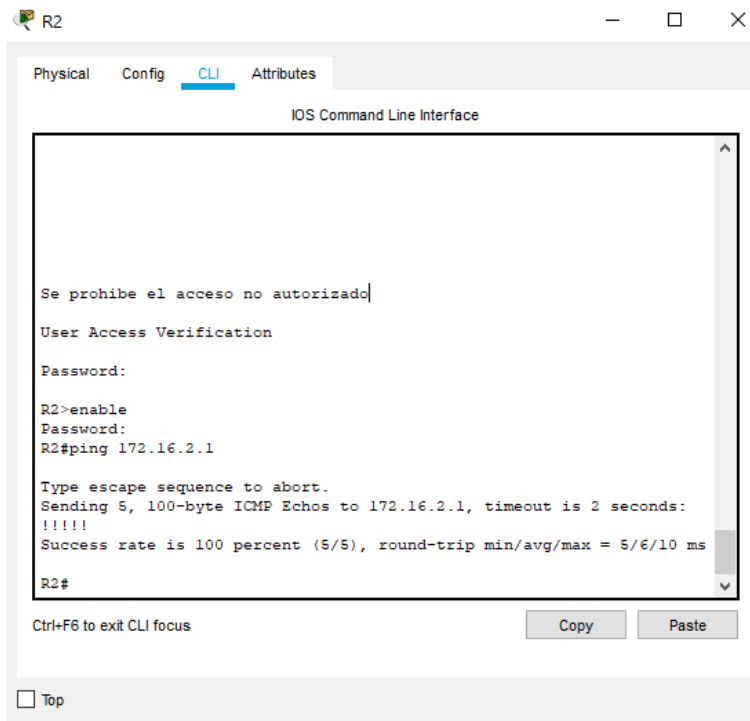 R2
Physical Config CLI Attributes
IOS Command Line Interface
Se prohibe el acceso no autorizado
User Access Verification
Password:
R2>enable
Password:
R2#ping 172.16.2.1
Type escape sequence to abort.
Sending 5, 100-byte ICMP Echos to 172.16.2.1, timeout is 2 seconds:
!!!!!
Success rate is 100 percent (5/5), round-trip min/avg/max = 5/6/10 ms
R2#
Ctrl+F6 to exit CLI focus
Copy Paste
Top